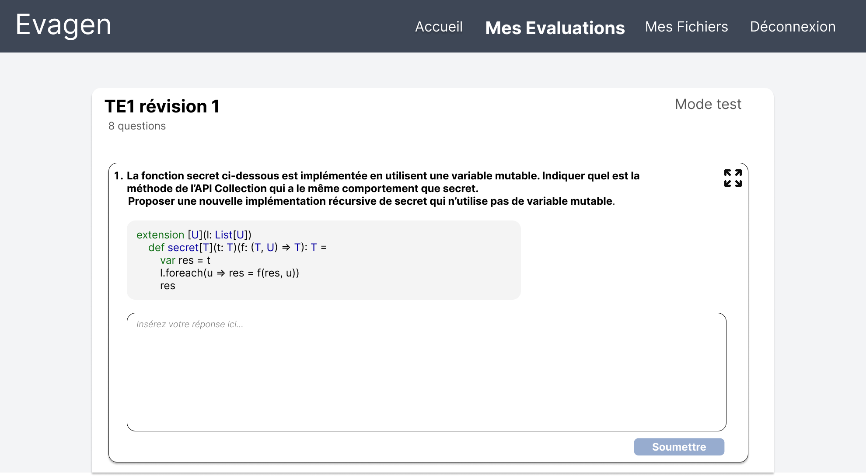 Evagen
Accueil Mes Evaluations Mes Fichiers Déconnexion
TE1 révision 1
Mode test
8 questions
1. La fonction secret ci-dessous est implémentée en utilisent une variable mutable. Indiquer quel est la
méthode de l'API Collection qui a le même comportement que secret.
Proposer une nouvelle implémentation récursive de secret qui n'utilise pas de variable mutable.
extension [U](l: List[U])
def secret[T](t: T)(f: (T, U) => T): T =
var res = t
l.foreach(u => res = f(res, u))
res
Insérez votre réponse ici...
Soumettre